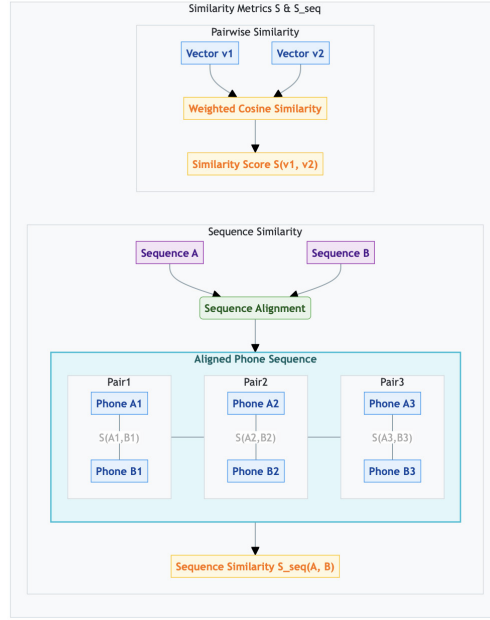 Similarity Metrics S & S_seq
Pairwise Similarity
Vector v1
Vector v2
Weighted Cosine Similarity
Similarity Score S(v1, v2)
Sequence Similarity
Sequence A
Sequence B
Sequence Alignment
Aligned Phone Sequence
Pair1
Pair2
Pair3
Phone A1
Phone A2
Phone A3
S(A1,B1)
S(A2,B2)
S(A3,B3)
Phone B1
Phone B2
Phone B3
Sequence Similarity S_seq(A, B)